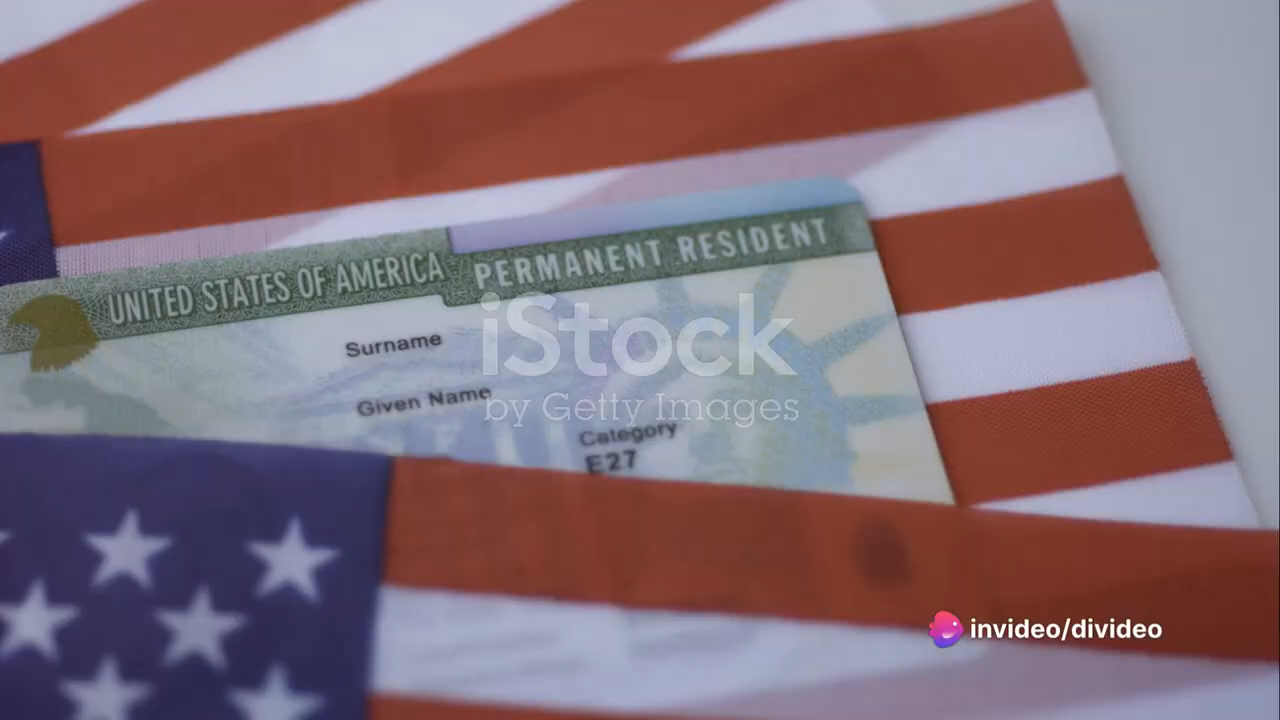 UNITED STATES OF AMERICA PERMANENT RESIDENT
Surname
Given Name
Category
E27
iStock
by Getty Images
invideo/divideo